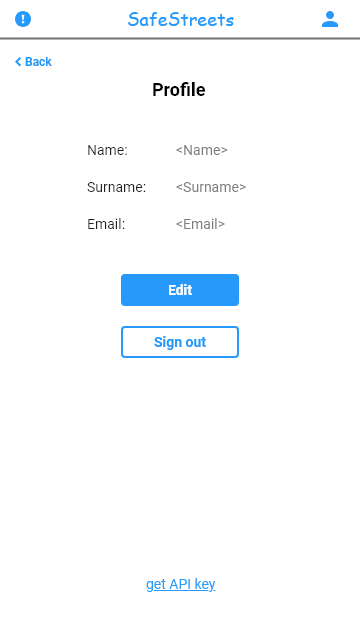 SafeStreets
Back
Profile
Name: <Name>
Surname: <Surname>
Email: <Email>
Edit
Sign out
get API key